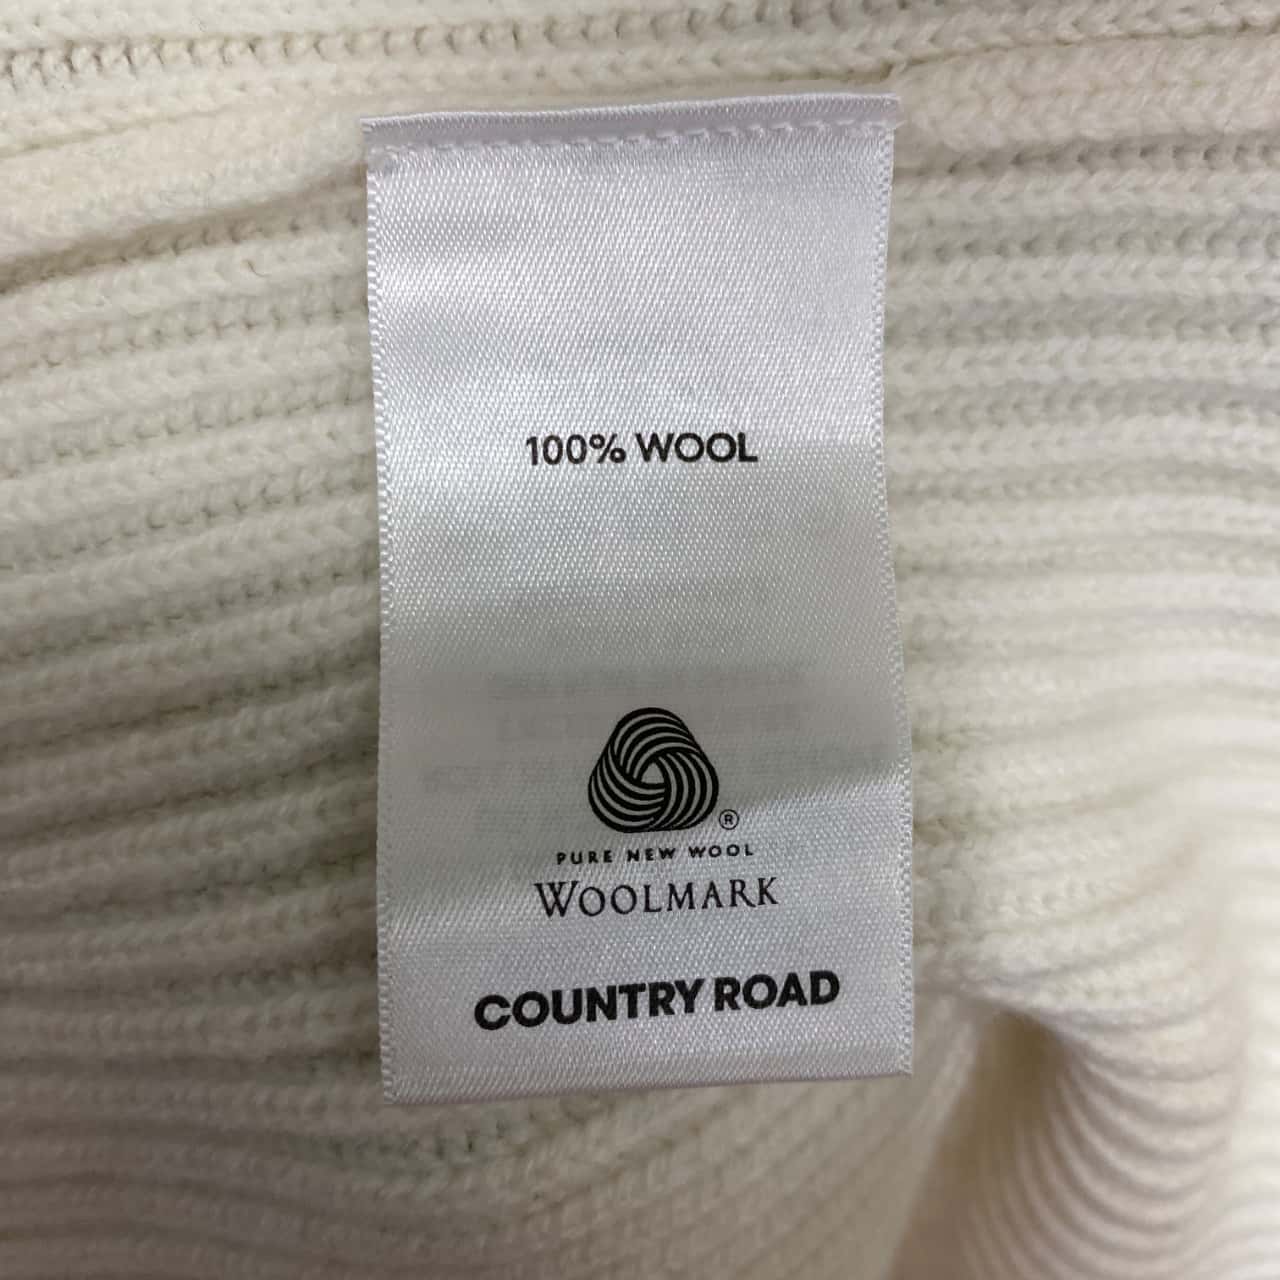 100% WOOL
®
PURE NEW WOOL
WOOLMARK
COUNTRY ROAD